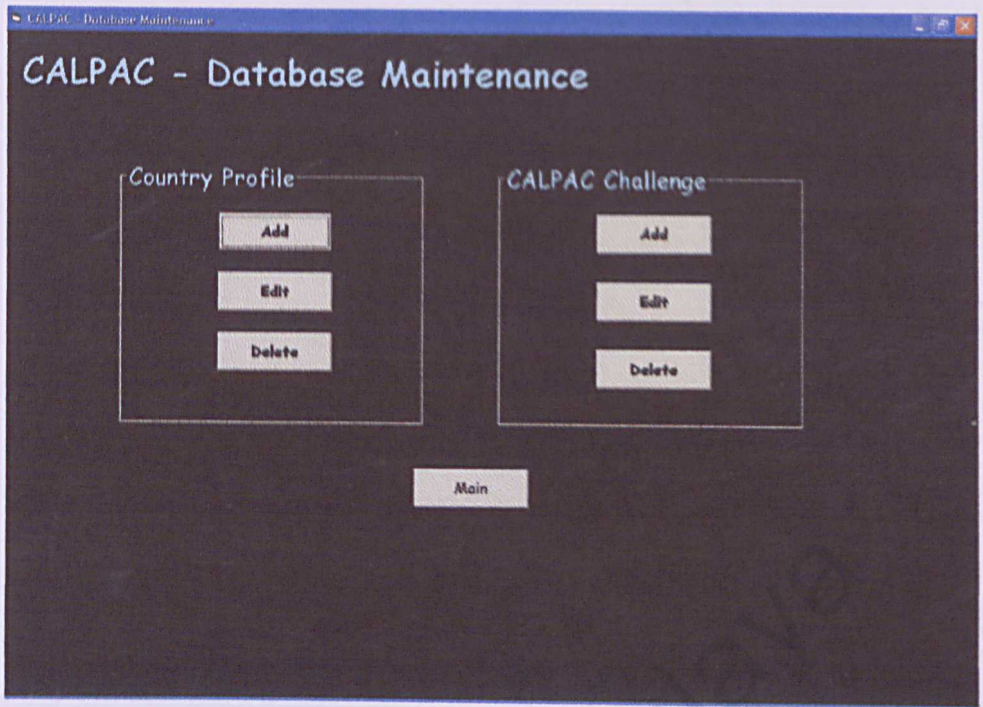 CALPAC - Database Maintenance
CALPAC - Database Maintenance
Country Profile
Add
Edit
Delete
CALPAC Challenge
Add
Edit
Delete
Main